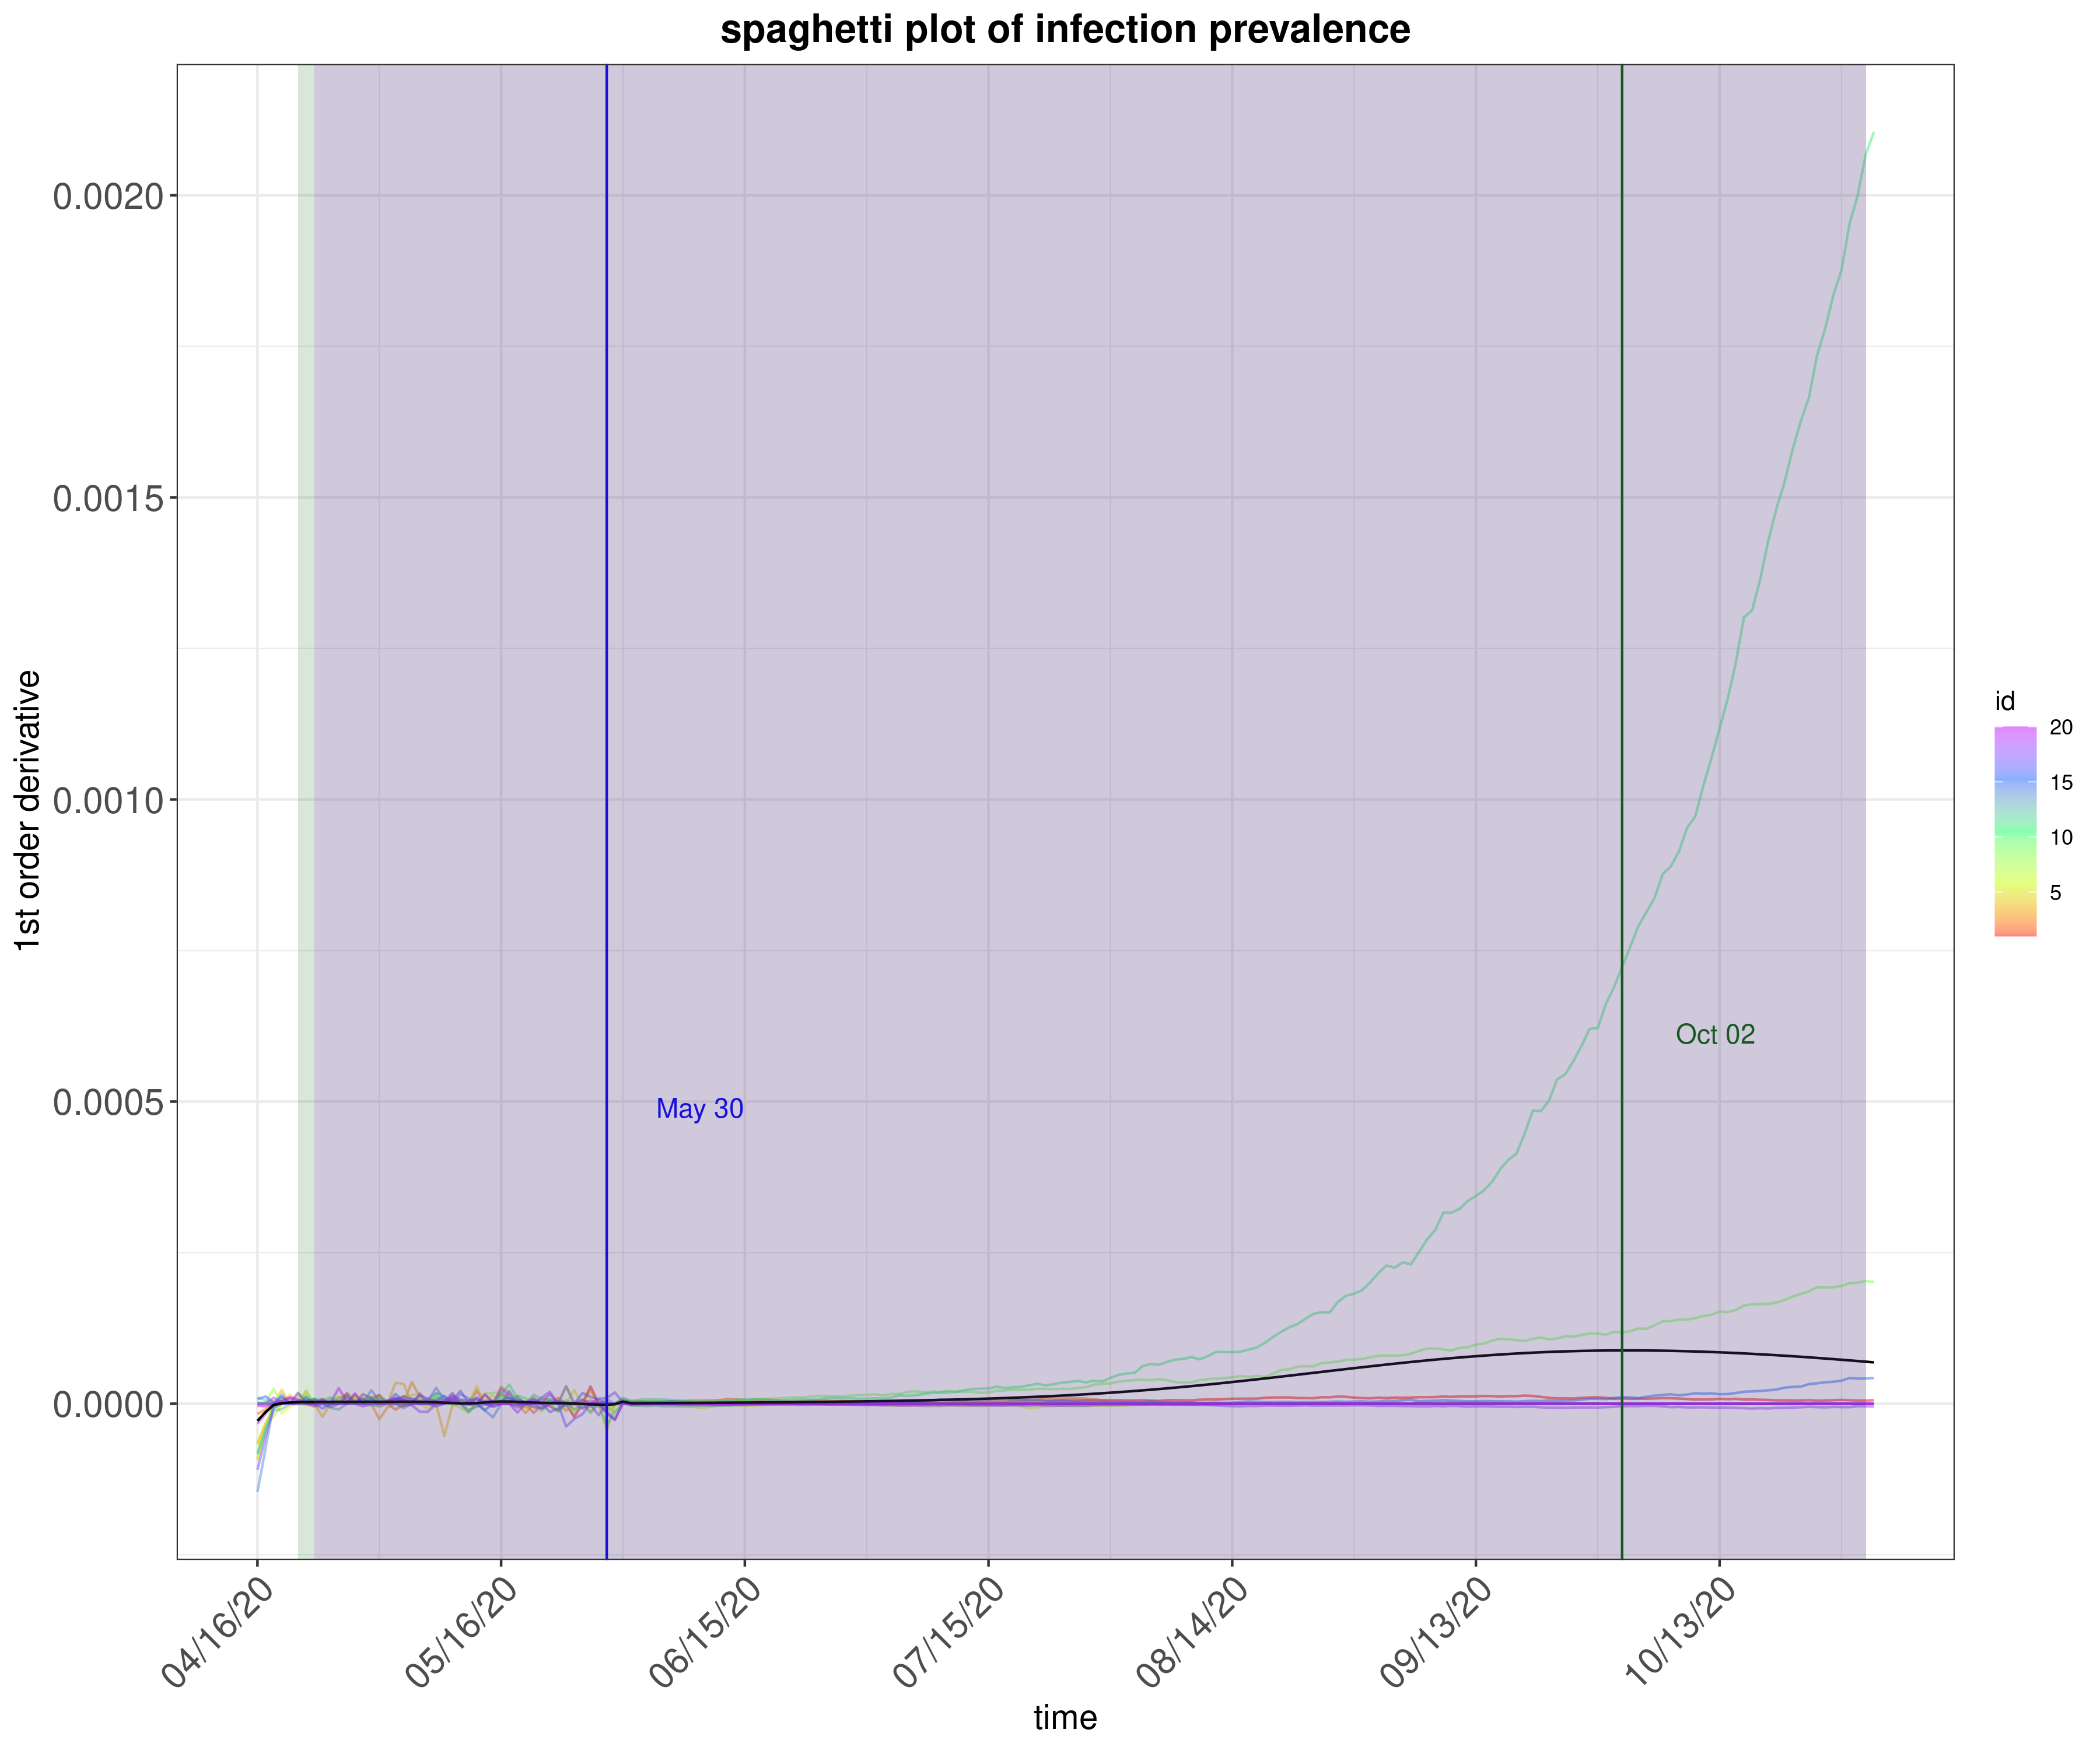 spaghetti plot of infection prevalence
1st order derivative
0.0020
0.0015
0.0010
0.0005
0.0000
May 30
Oct 02
id
20
15
10
5
04/16/20
05/16/20
06/15/20
07/15/20
08/14/20
09/13/20
10/13/20
time